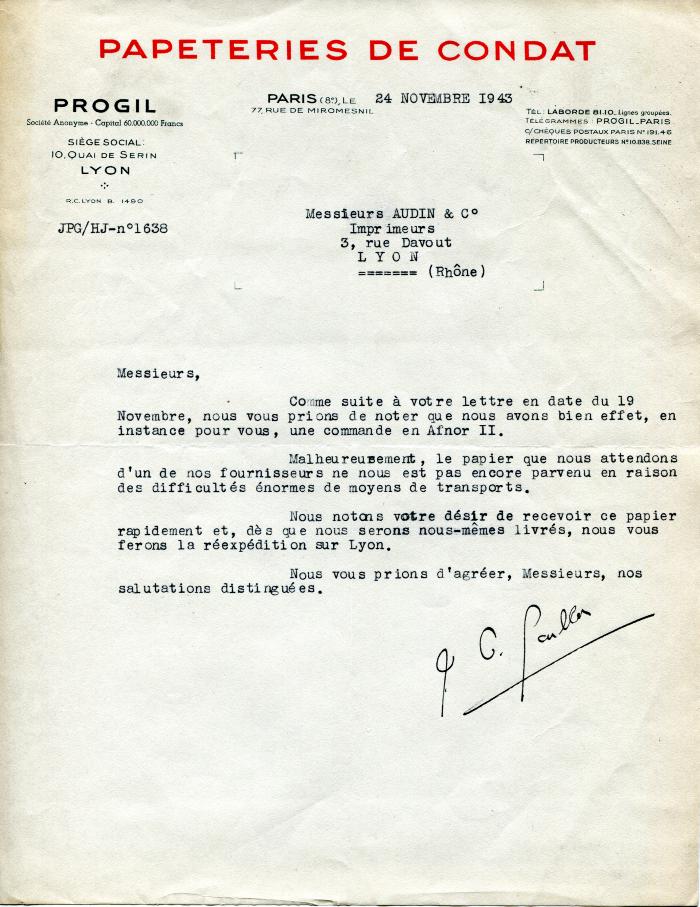 PAPETERIES DE CONDAT
PROGIL
Société Anonyme - Capital 60.000.000 Francs
SIÈGE SOCIAL:
10, QUAI DE SERIN
LYON
R.C. LYON B. 1490
JPG/HJ-n°1638
PARIS (8e), LE 24 NOVEMBRE 1943
77, RUE DE MIROMESNIL
TÉL: LABORDE 81-10_Lignes groupées.
TÉLÉGRAMMES: PROGIL_PARIS
C/CHÈQUES POSTAUX PARIS N° 191.46
RÉPERTOIRE PRODUCTEURS N° 10.838.SEINE
Messieurs AUDIN & C°
Imprimeurs
3, rue Davout
L Y O N
======= (Rhône)
Messieurs,
Comme suite à votre lettre en date du 19
Novembre, nous vous prions de noter que nous avons bien effet, en
instance pour vous, une commande en Afnor II.
Malheureusement, le papier que nous attendons
d'un de nos fournisseurs ne nous est pas encore parvenu en raison
des difficultés énormes de moyens de transports.
Nous notons votre désir de recevoir ce papier
rapidement et, dès que nous serons nous-mêmes livrés, nous vous
ferons la réexpédition sur Lyon.
Nous vous prions d'agréer, Messieurs, nos
salutations distinguées.